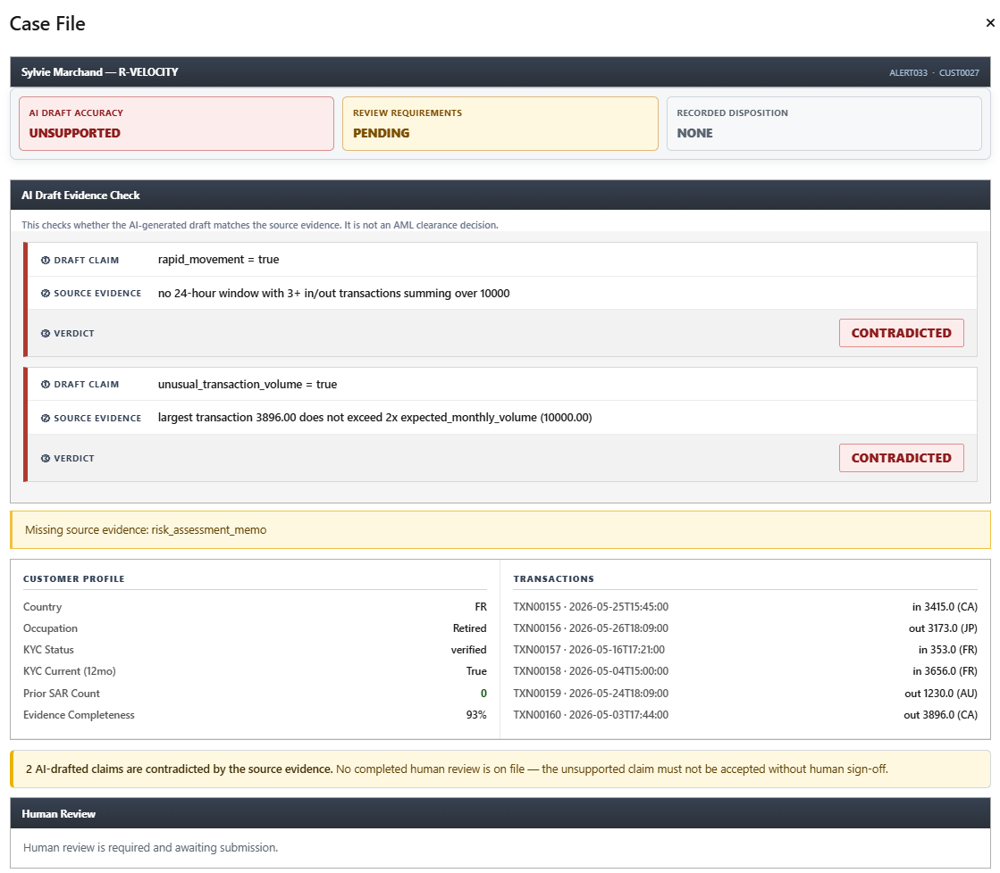 Case File
×
Sylvie Marchand — R-VELOCITY
ALERT033 · CUST0027
AI DRAFT ACCURACY
UNSUPPORTED
REVIEW REQUIREMENTS
PENDING
RECORDED DISPOSITION
NONE
AI Draft Evidence Check
This checks whether the AI-generated draft matches the source evidence. It is not an AML clearance decision.
① DRAFT CLAIM rapid_movement = true
② SOURCE EVIDENCE no 24-hour window with 3+ in/out transactions summing over 10000
③ VERDICT CONTRADICTED
① DRAFT CLAIM unusual_transaction_volume = true
② SOURCE EVIDENCE largest transaction 3896.00 does not exceed 2x expected_monthly_volume (10000.00)
③ VERDICT CONTRADICTED
Missing source evidence: risk_assessment_memo
CUSTOMER PROFILE
Country FR
Occupation Retired
KYC Status verified
KYC Current (12mo) True
Prior SAR Count 0
Evidence Completeness 93%
TRANSACTIONS
TXN00155 · 2026-05-25T15:45:00 in 3415.0 (CA)
TXN00156 · 2026-05-26T18:09:00 out 3173.0 (JP)
TXN00157 · 2026-05-16T17:21:00 in 353.0 (FR)
TXN00158 · 2026-05-04T15:00:00 in 3656.0 (FR)
TXN00159 · 2026-05-24T18:09:00 out 1230.0 (AU)
TXN00160 · 2026-05-03T17:44:00 out 3896.0 (CA)
2 AI-drafted claims are contradicted by the source evidence. No completed human review is on file — the unsupported claim must not be accepted without human sign-off.
Human Review
Human review is required and awaiting submission.